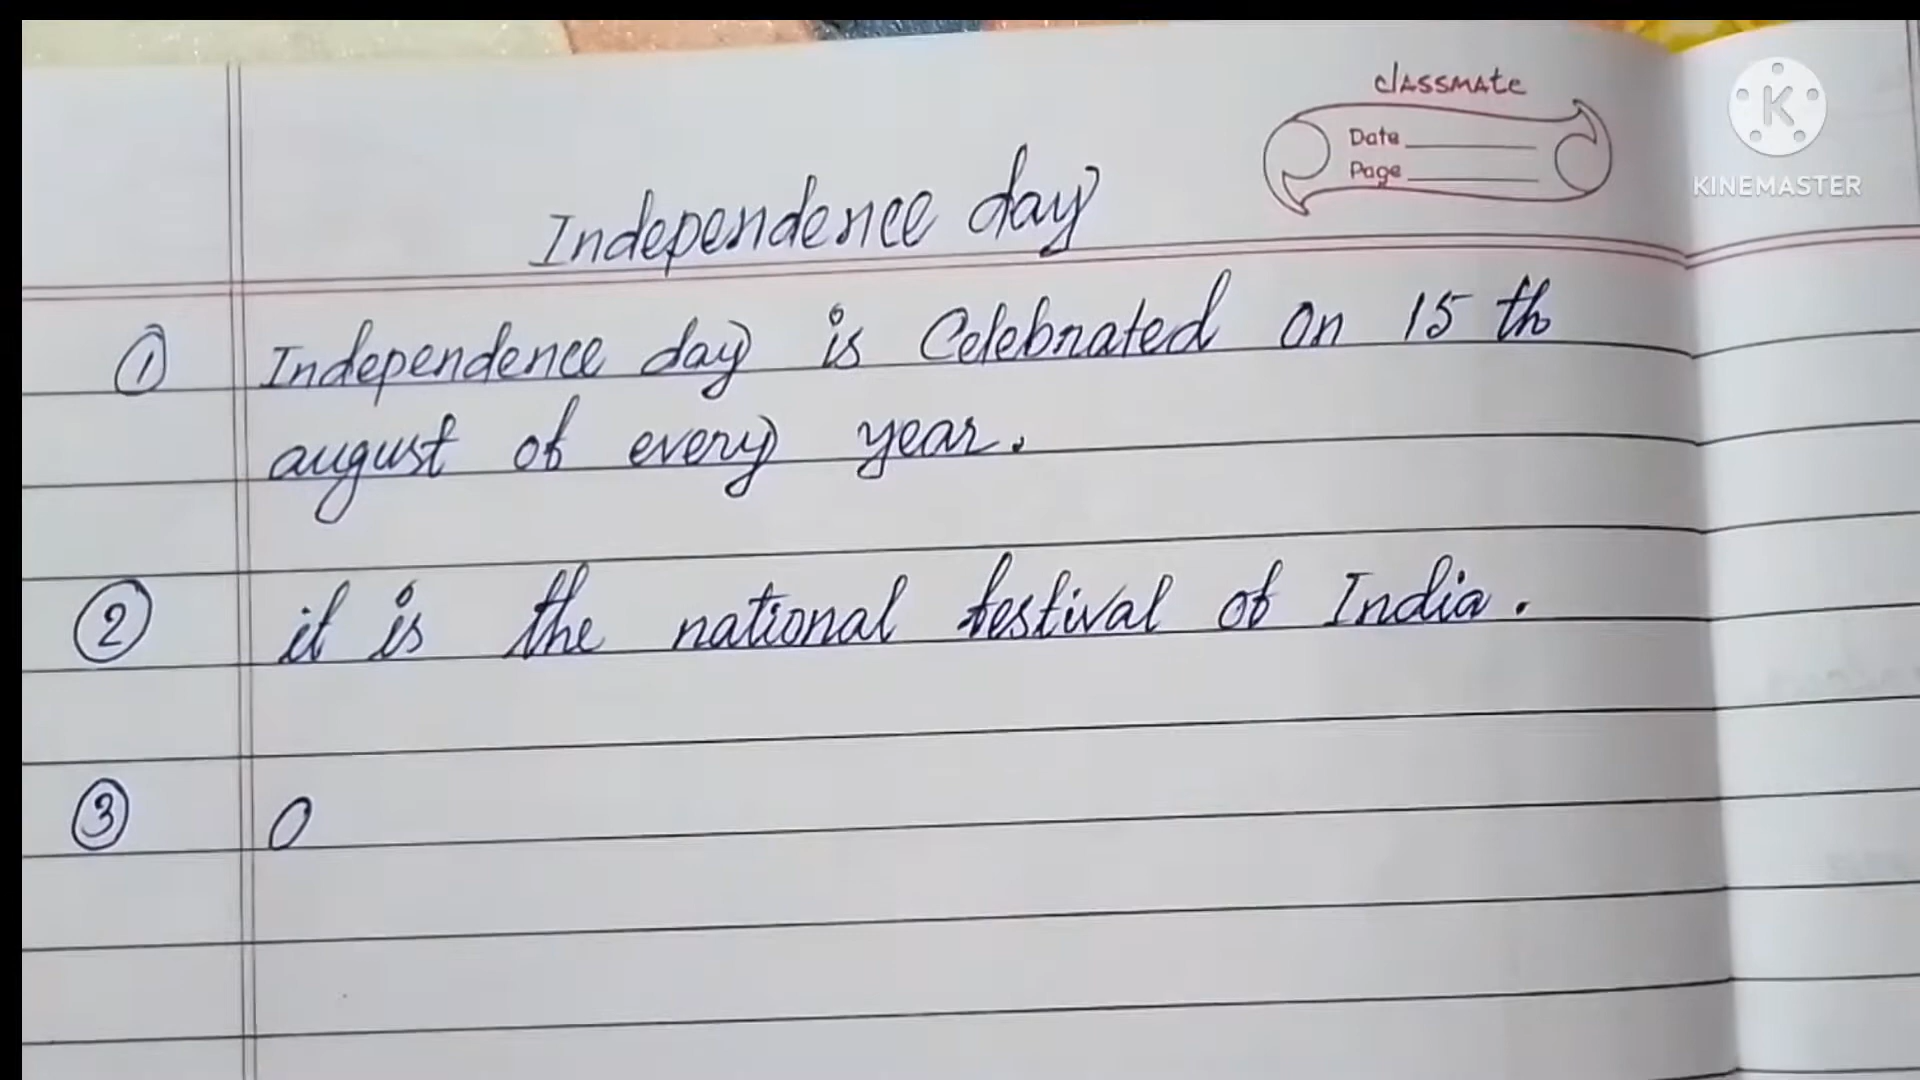 classmate
Date
Page
KINEMASTER
Independence day
① Independence day is Celebrated on 15 th
august of every year.
② it is the national festival of India.
③ O